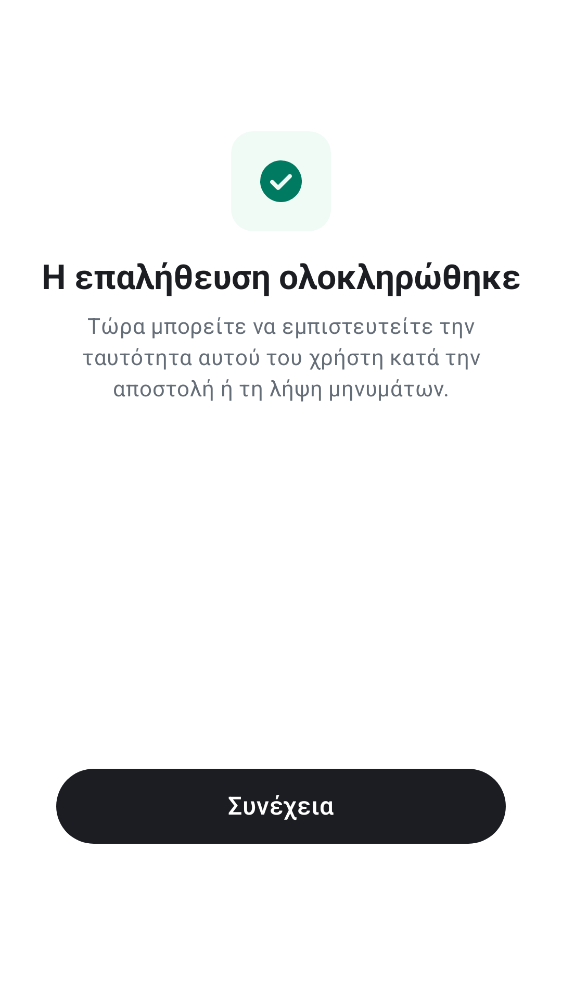 Η επαλήθευση ολοκληρώθηκε
Τώρα μπορείτε να εμπιστευτείτε την
ταυτότητα αυτού του χρήστη κατά την
αποστολή ή τη λήψη μηνυμάτων.
Συνέχεια